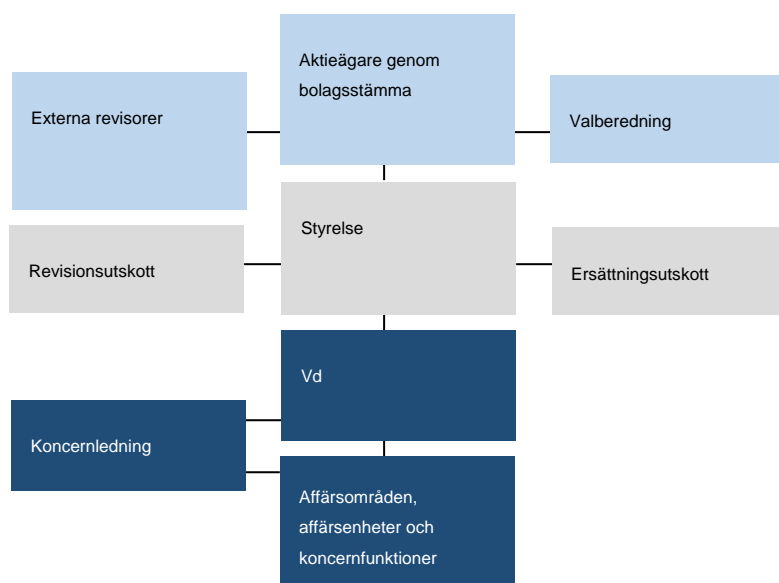 Aktieägare genom
bolagsstämma
Externa revisorer
Valberedning
Styrelse
Revisionsutskott
Ersättningsutskott
Vd
Koncernledning
Affärsområden,
affärsenheter och
koncernfunktioner